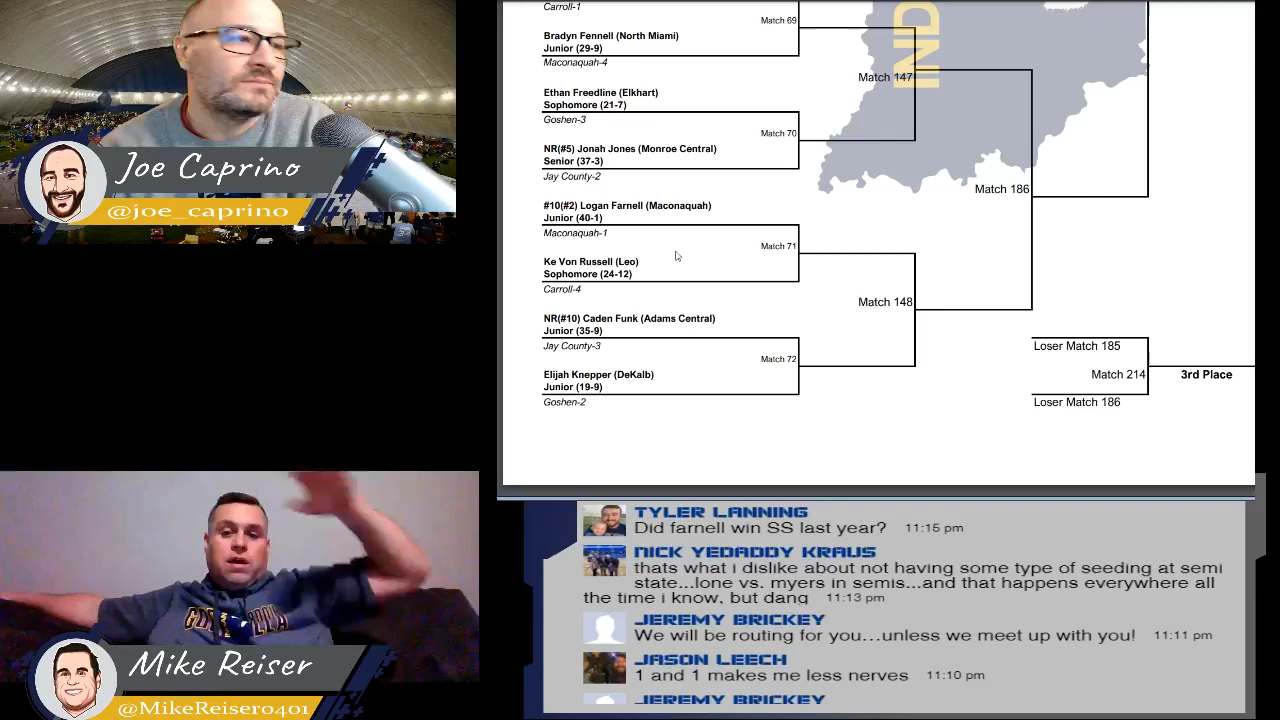 Joe Caprino
@joe_caprino
Carroll-1
Match 69
Bradyn Fennell (North Miami)
Junior (29-9)
Maconaquah-4
Match 147
Ethan Freedline (Elkhart)
Sophomore (21-7)
Goshen-3
Match 70
NR(#5) Jonah Jones (Monroe Central)
Senior (37-3)
Jay County-2
Match 186
#10(#2) Logan Farnell (Maconaquah)
Junior (40-1)
Maconaquah-1
Match 71
Ke Von Russell (Leo)
Sophomore (24-12)
Carroll-4
Match 148
NR(#10) Caden Funk (Adams Central)
Junior (35-9)
Jay County-3
Match 72
Elijah Knepper (DeKalb)
Junior (19-9)
Goshen-2
Loser Match 185
Match 214
3rd Place
Loser Match 186
IND
Mike Reiser
@MikeReiser0401
TYLER LANNING
Did farnell win SS last year? 11:15 pm
NICK YEDADDY KRAUS
thats what i dislike about not having some type of seeding at semi
state...lone vs. myers in semis...and that happens everywhere all
the time i know, but dang 11:13 pm
JEREMY BRICKEY
We will be routing for you...unless we meet up with you! 11:11 pm
JASON LEECH
1 and 1 makes me less nerves 11:10 pm
JEREMY BRICKEY